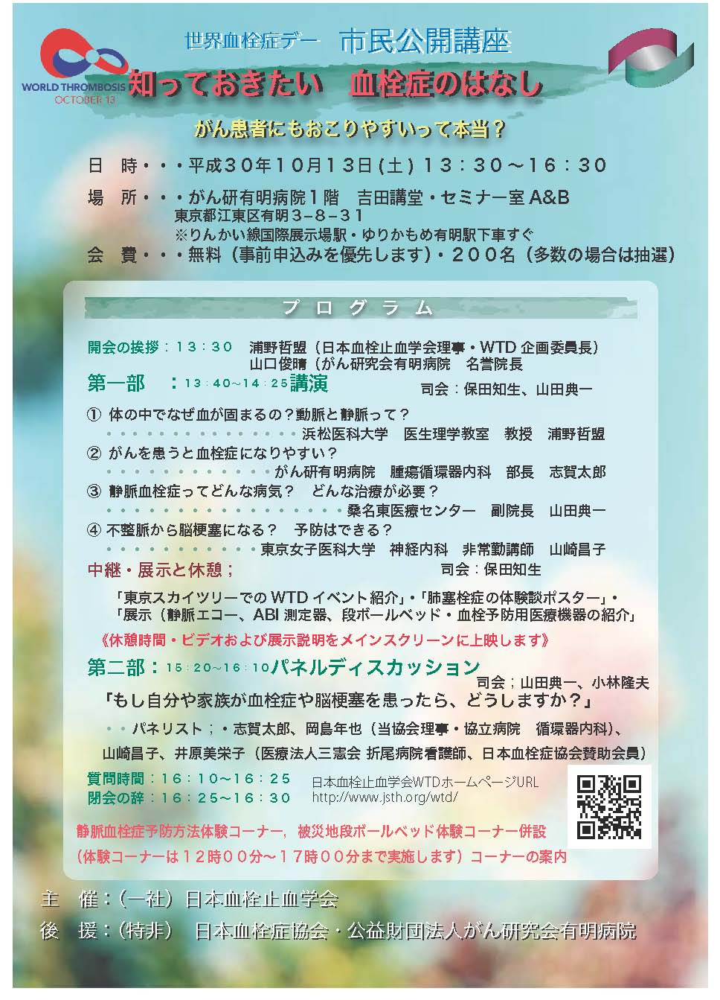 世界血栓症デー　市民公開講座
WORLD THROMBOSIS
OCTOBER 13
知っておきたい　血栓症のはなし
がん患者にもおこりやすいって本当？
日　時・・・平成３０年１０月１３日(土) １３：３０～１６：３０
場　所・・・がん研有明病院１階　吉田講堂・セミナー室 A&B
東京都江東区有明３−８−３１
※りんかい線国際展示場駅・ゆりかもめ有明駅下車すぐ
会　費・・・無料（事前申込みを優先します）・２００名（多数の場合は抽選）
プログラム
開会の挨拶：１３：３０　浦野哲盟（日本血栓止血学会理事・WTD 企画委員長）
山口俊晴（がん研究会有明病院　名誉院長
第一部　：１３：４０～１４：２５講演　司会：保田知生、山田典一
① 体の中でなぜ血が固まるの？動脈と静脈って？
・・・・・・・・・・・・・・・浜松医科大学　医生理学教室　教授　浦野哲盟
② がんを患うと血栓症になりやすい？
・・・・・・・・・・・・・がん研有明病院　腫瘍循環器内科　部長　志賀太郎
③ 静脈血栓症ってどんな病気？　どんな治療が必要？
・・・・・・・・・・・・・・・・・・・桑名東医療センター　副院長　山田典一
④ 不整脈から脳梗塞になる？　予防はできる？
・・・・・・・・・・・・東京女子医科大学　神経内科　非常勤講師　山崎昌子
中継・展示と休憩；　司会：保田知生
「東京スカイツリーでの WTD イベント紹介」・「肺塞栓症の体験談ポスター」・
「展示（静脈エコー、ABI 測定器、段ボールベッド・血栓予防用医療機器の紹介」
《休憩時間・ビデオおよび展示説明をメインスクリーンに上映します》
第二部：１５：２０～１６：１０パネルディスカッション
司会；山田典一、小林隆夫
「もし自分や家族が血栓症や脳梗塞を患ったら、どうしますか？」
・・パネリスト；・志賀太郎、岡島年也（当協会理事・協立病院　循環器内科）、
山崎昌子、井原美栄子（医療法人三憲会 折尾病院看護師、日本血栓症協会賛助会員）
質問時間：１６：１０～１６：２５　日本血栓止血学会WTDホームページURL
閉会の辞：１６：２５～１６：３０　http://www.jsth.org/wtd/
静脈血栓症予防方法体験コーナー，被災地段ボールベッド体験コーナー併設
（体験コーナーは１２時００分～１７時００分まで実施します）コーナーの案内
主　催：（一社）日本血栓止血学会
後　援：（特非）　日本血栓症協会・公益財団法人がん研究会有明病院